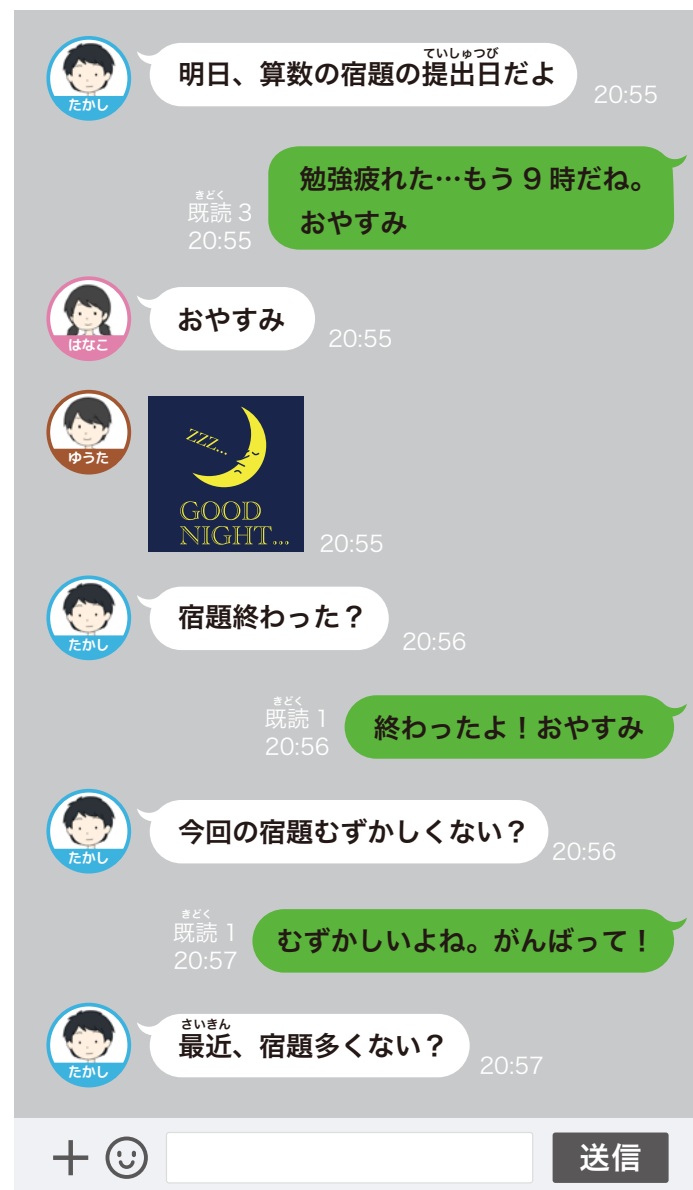 ていしゅつび
明日、算数の宿題の提出日だよ
たかし
20:55
勉強疲れた…もう9時だね。
おやすみ
きどく
既読 3
20:55
おやすみ
はなこ
20:55
ゆうた
ZZZ...
GOOD
NIGHT...
20:55
宿題終わった？
たかし
20:56
きどく
既読 1
20:56
終わったよ！おやすみ
今回の宿題むずかしくない？
たかし
20:56
きどく
既読 1
20:57
むずかしいよね。がんばって！
さいきん
最近、宿題多くない？
たかし
20:57
送信